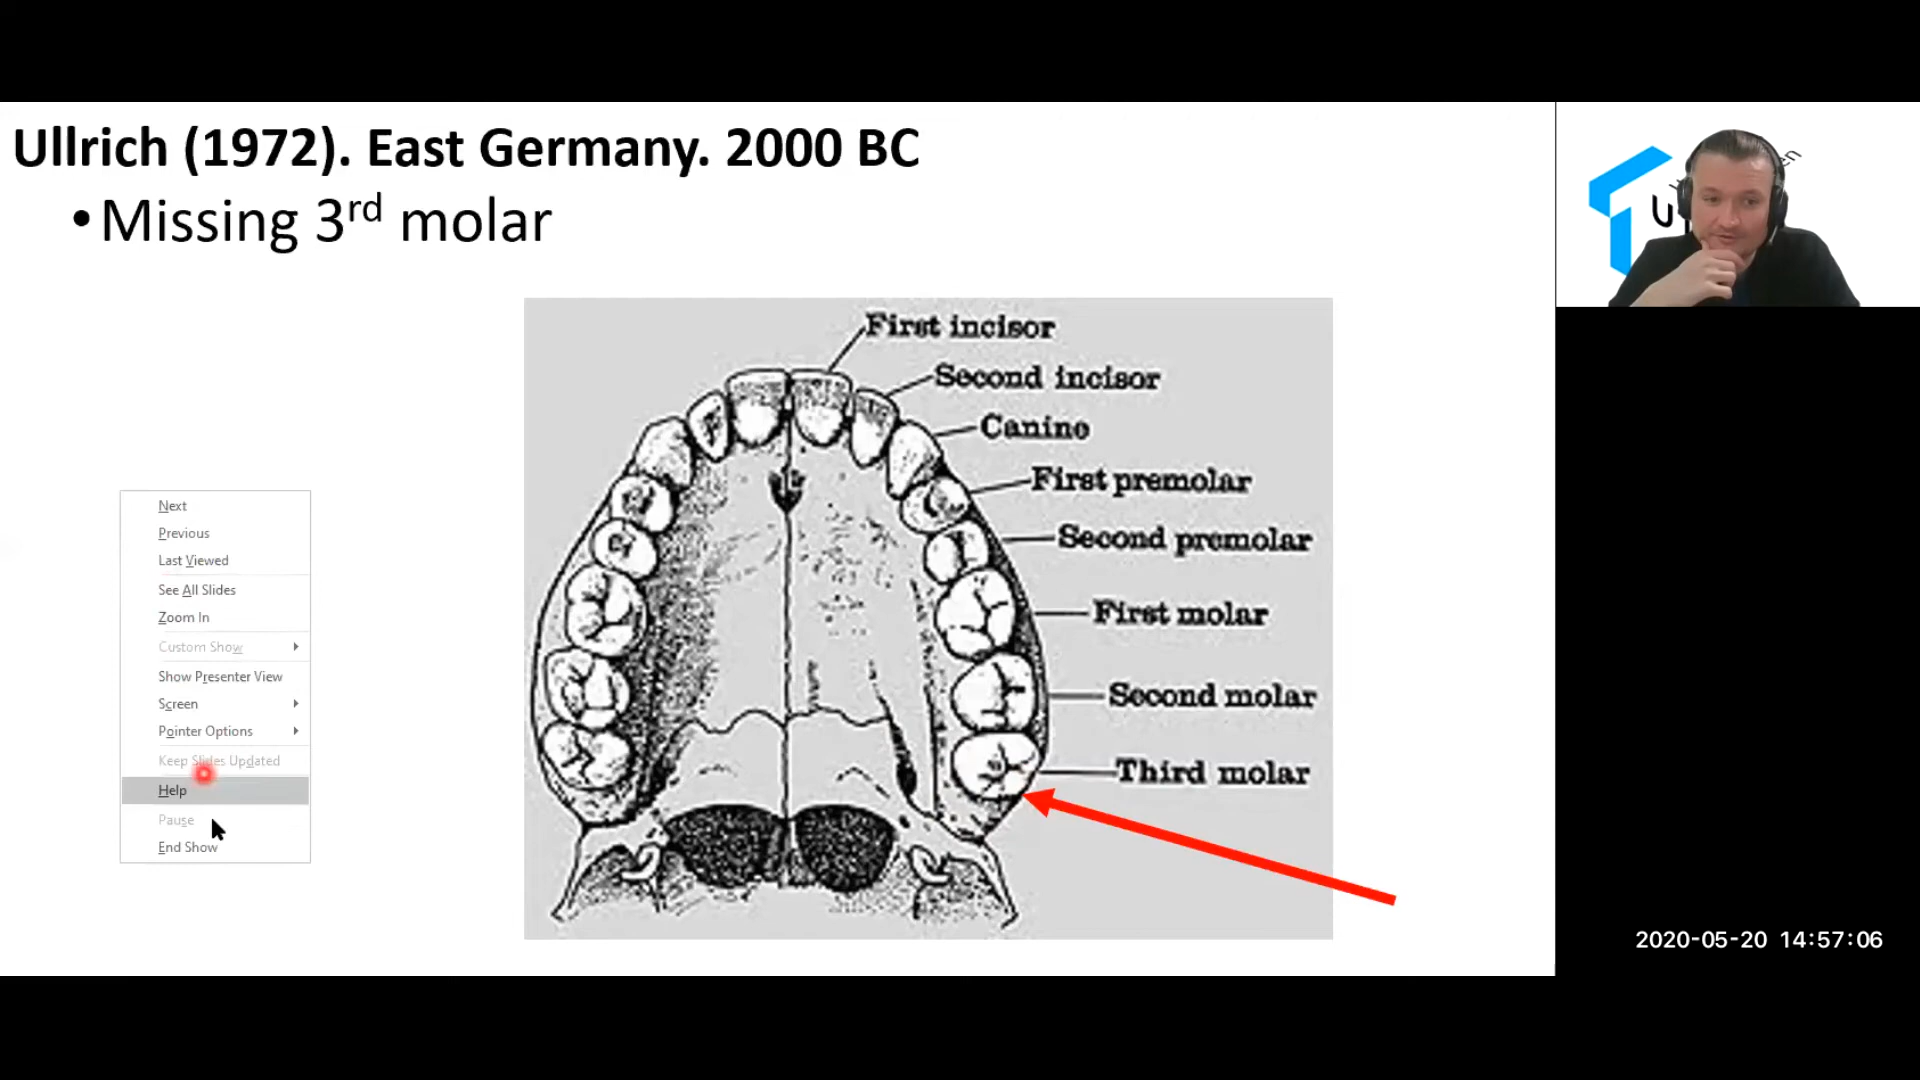 Ullrich (1972). East Germany. 2000 BC
•Missing 3rd molar
First incisor
Second incisor
Canine
First premolar
Second premolar
First molar
Second molar
Third molar
Next
Previous
Last Viewed
See All Slides
Zoom In
Custom Show
Show Presenter View
Screen
Pointer Options
Keep Slides Updated
Help
Pause
End Show
2020-05-20 14:57:06